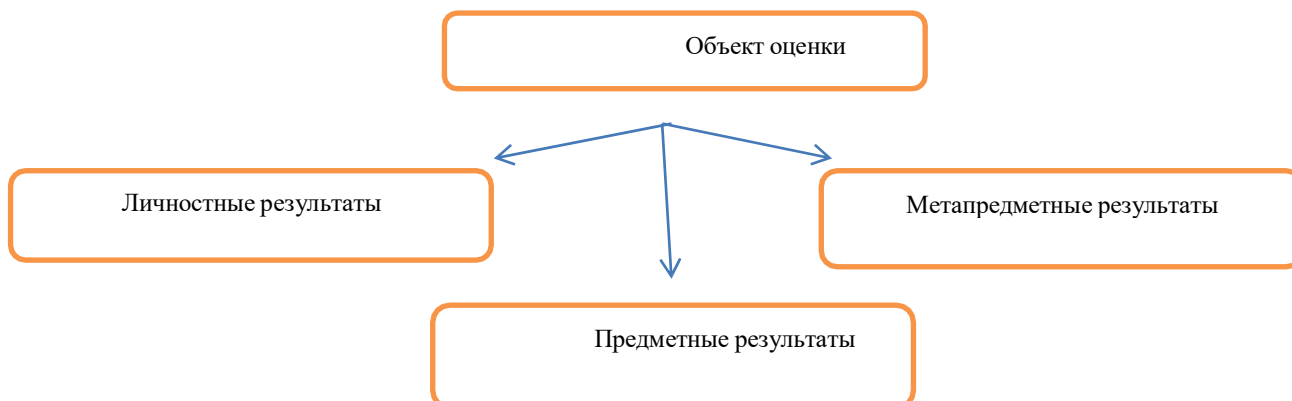 Объект оценки
Личностные результаты
Метапредметные результаты
Предметные результаты